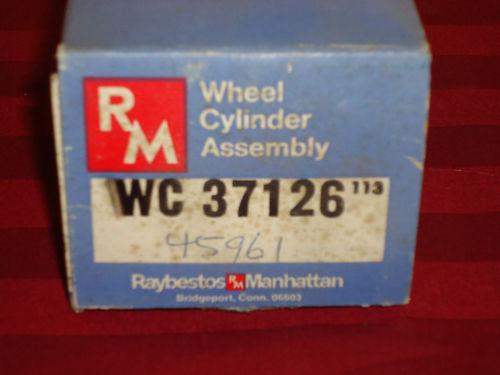 RM
Wheel
Cylinder
Assembly
WC 37126 113
45961
Raybestos RM Manhattan
Bridgeport, Conn. 06603